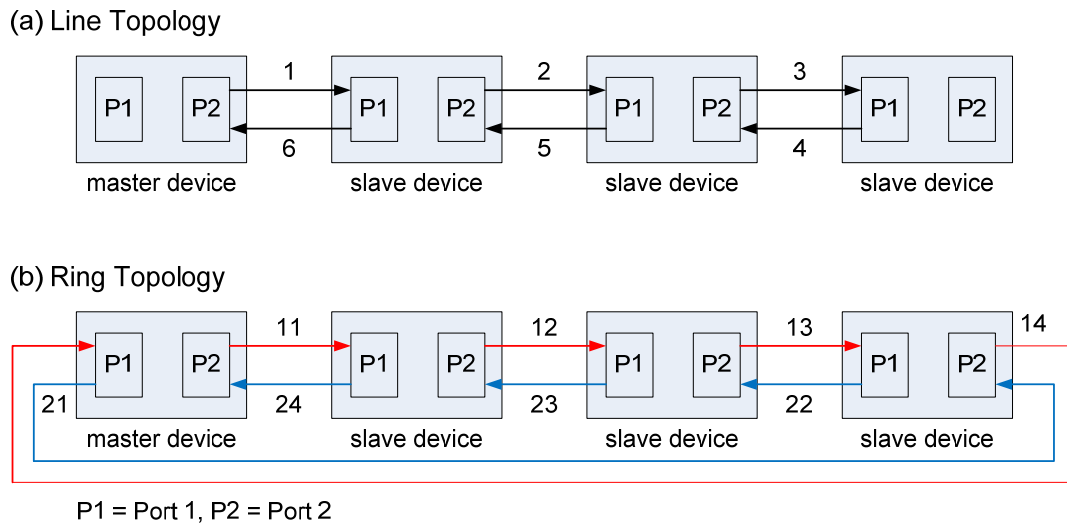 (a) Line Topology
1 2 3
P1 P2 P1 P2 P1 P2 P1 P2
6 5 4
master device slave device slave device slave device
(b) Ring Topology
11 12 13 14
P1 P2 P1 P2 P1 P2 P1 P2
21 24 23 22
master device slave device slave device slave device
P1 = Port 1, P2 = Port 2